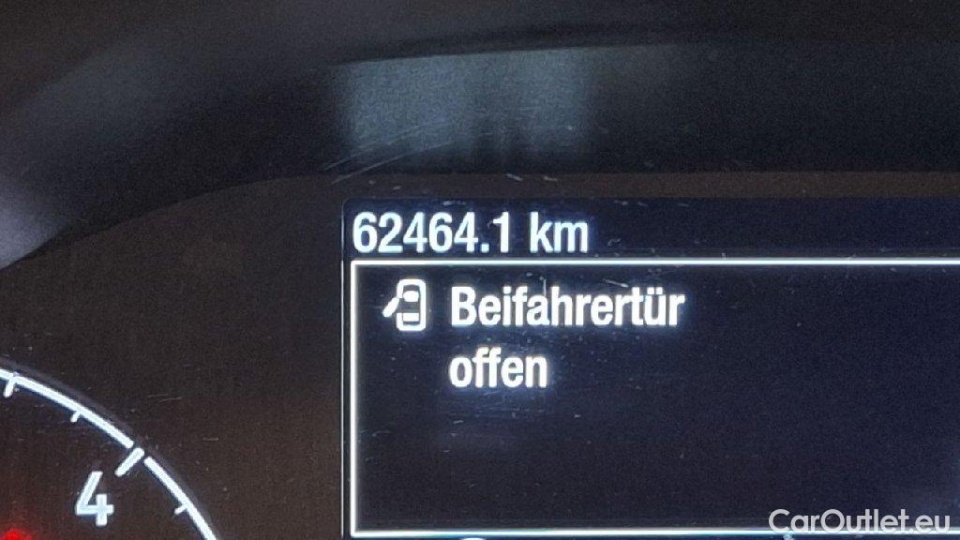 62464.1 km
Beifahrertür
offen
4
CarOutlet.eu